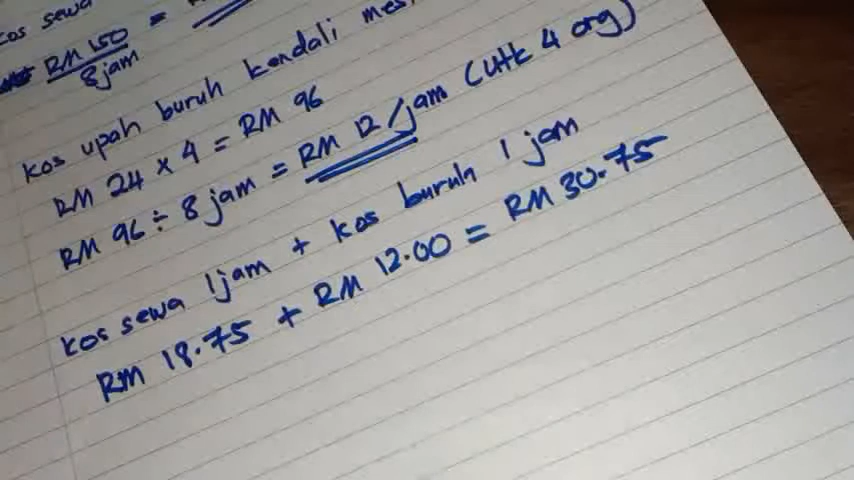 kos sewa
RM 150 =
8 jam
kos upah buruh kendali mes
RM 24 x 4 = RM 96
RM 96 ÷ 8 jam = RM 12/jam (utk 4 org)
kos sewa 1 jam + kos buruh 1 jam
RM 18.75 + RM 12.00 = RM 30.75